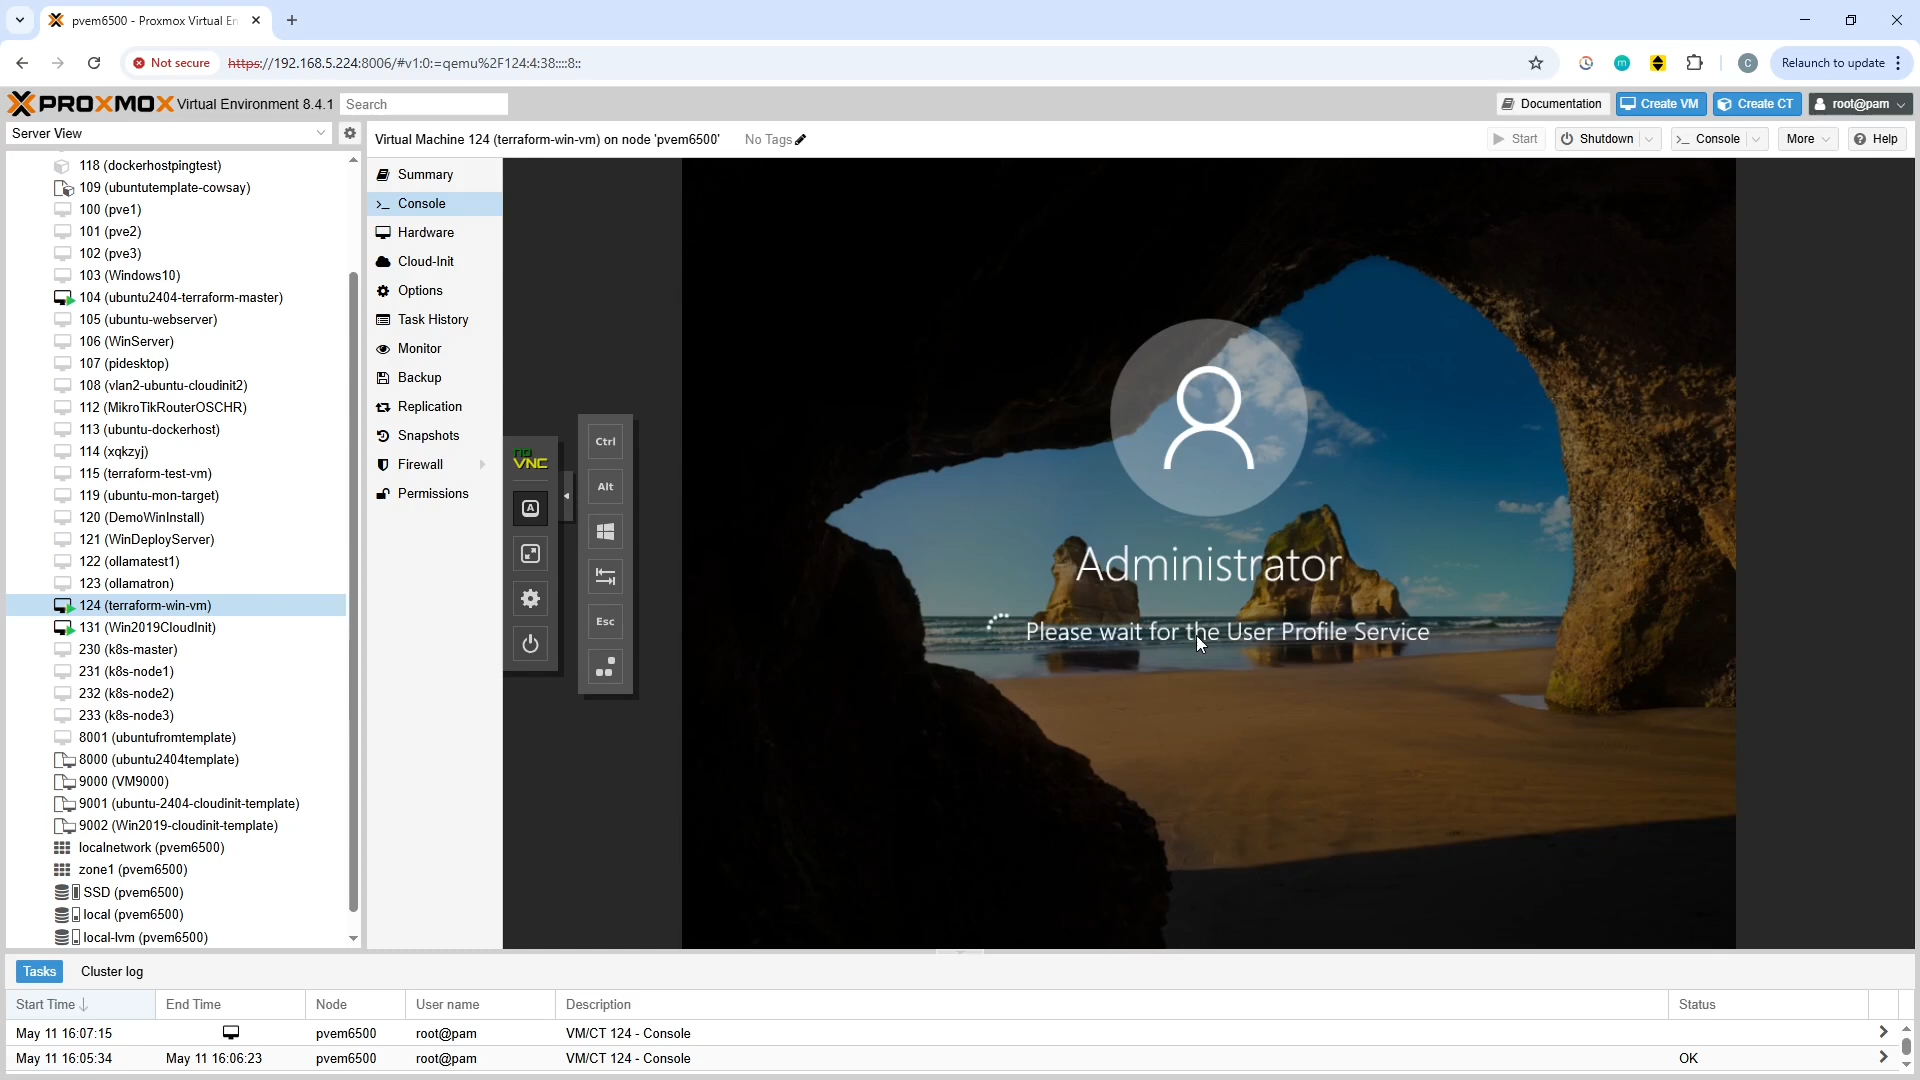 pvem6500 - Proxmox Virtual En
Not secure
https://192.168.5.224:8006/#v1:0:=qemu%2F124:4:38::::8::
C
Relaunch to update
PROXMOX Virtual Environment 8.4.1
Search
Documentation
Create VM
Create CT
root@pam
Server View
Virtual Machine 124 (terraform-win-vm) on node 'pvem6500'
No Tags
Start
Shutdown
Console
More
Help
118 (dockerhostpingtest)
109 (ubuntutemplate-cowsay)
100 (pve1)
101 (pve2)
102 (pve3)
103 (Windows10)
104 (ubuntu2404-terraform-master)
105 (ubuntu-webserver)
106 (WinServer)
107 (pidesktop)
108 (vlan2-ubuntu-cloudinit2)
112 (MikroTikRouterOSCHR)
113 (ubuntu-dockerhost)
114 (xqkzyj)
115 (terraform-test-vm)
119 (ubuntu-mon-target)
120 (DemoWinInstall)
121 (WinDeployServer)
122 (ollamatest1)
123 (ollamatron)
124 (terraform-win-vm)
131 (Win2019CloudInit)
230 (k8s-master)
231 (k8s-node1)
232 (k8s-node2)
233 (k8s-node3)
8001 (ubuntufromtemplate)
8000 (ubuntu2404template)
9000 (VM9000)
9001 (ubuntu-2404-cloudinit-template)
9002 (Win2019-cloudinit-template)
localnetwork (pvem6500)
zone1 (pvem6500)
SSD (pvem6500)
local (pvem6500)
local-lvm (pvem6500)
Summary
Console
Hardware
Cloud-Init
Options
Task History
Monitor
Backup
Replication
Snapshots
Firewall
Permissions
no
VNC
A
Ctrl
Alt
Esc
Administrator
Please wait for the User Profile Service
Tasks
Cluster log
Start Time
End Time
Node
User name
Description
Status
May 11 16:07:15
pvem6500
root@pam
VM/CT 124 - Console
May 11 16:05:34
May 11 16:06:23
pvem6500
root@pam
VM/CT 124 - Console
OK